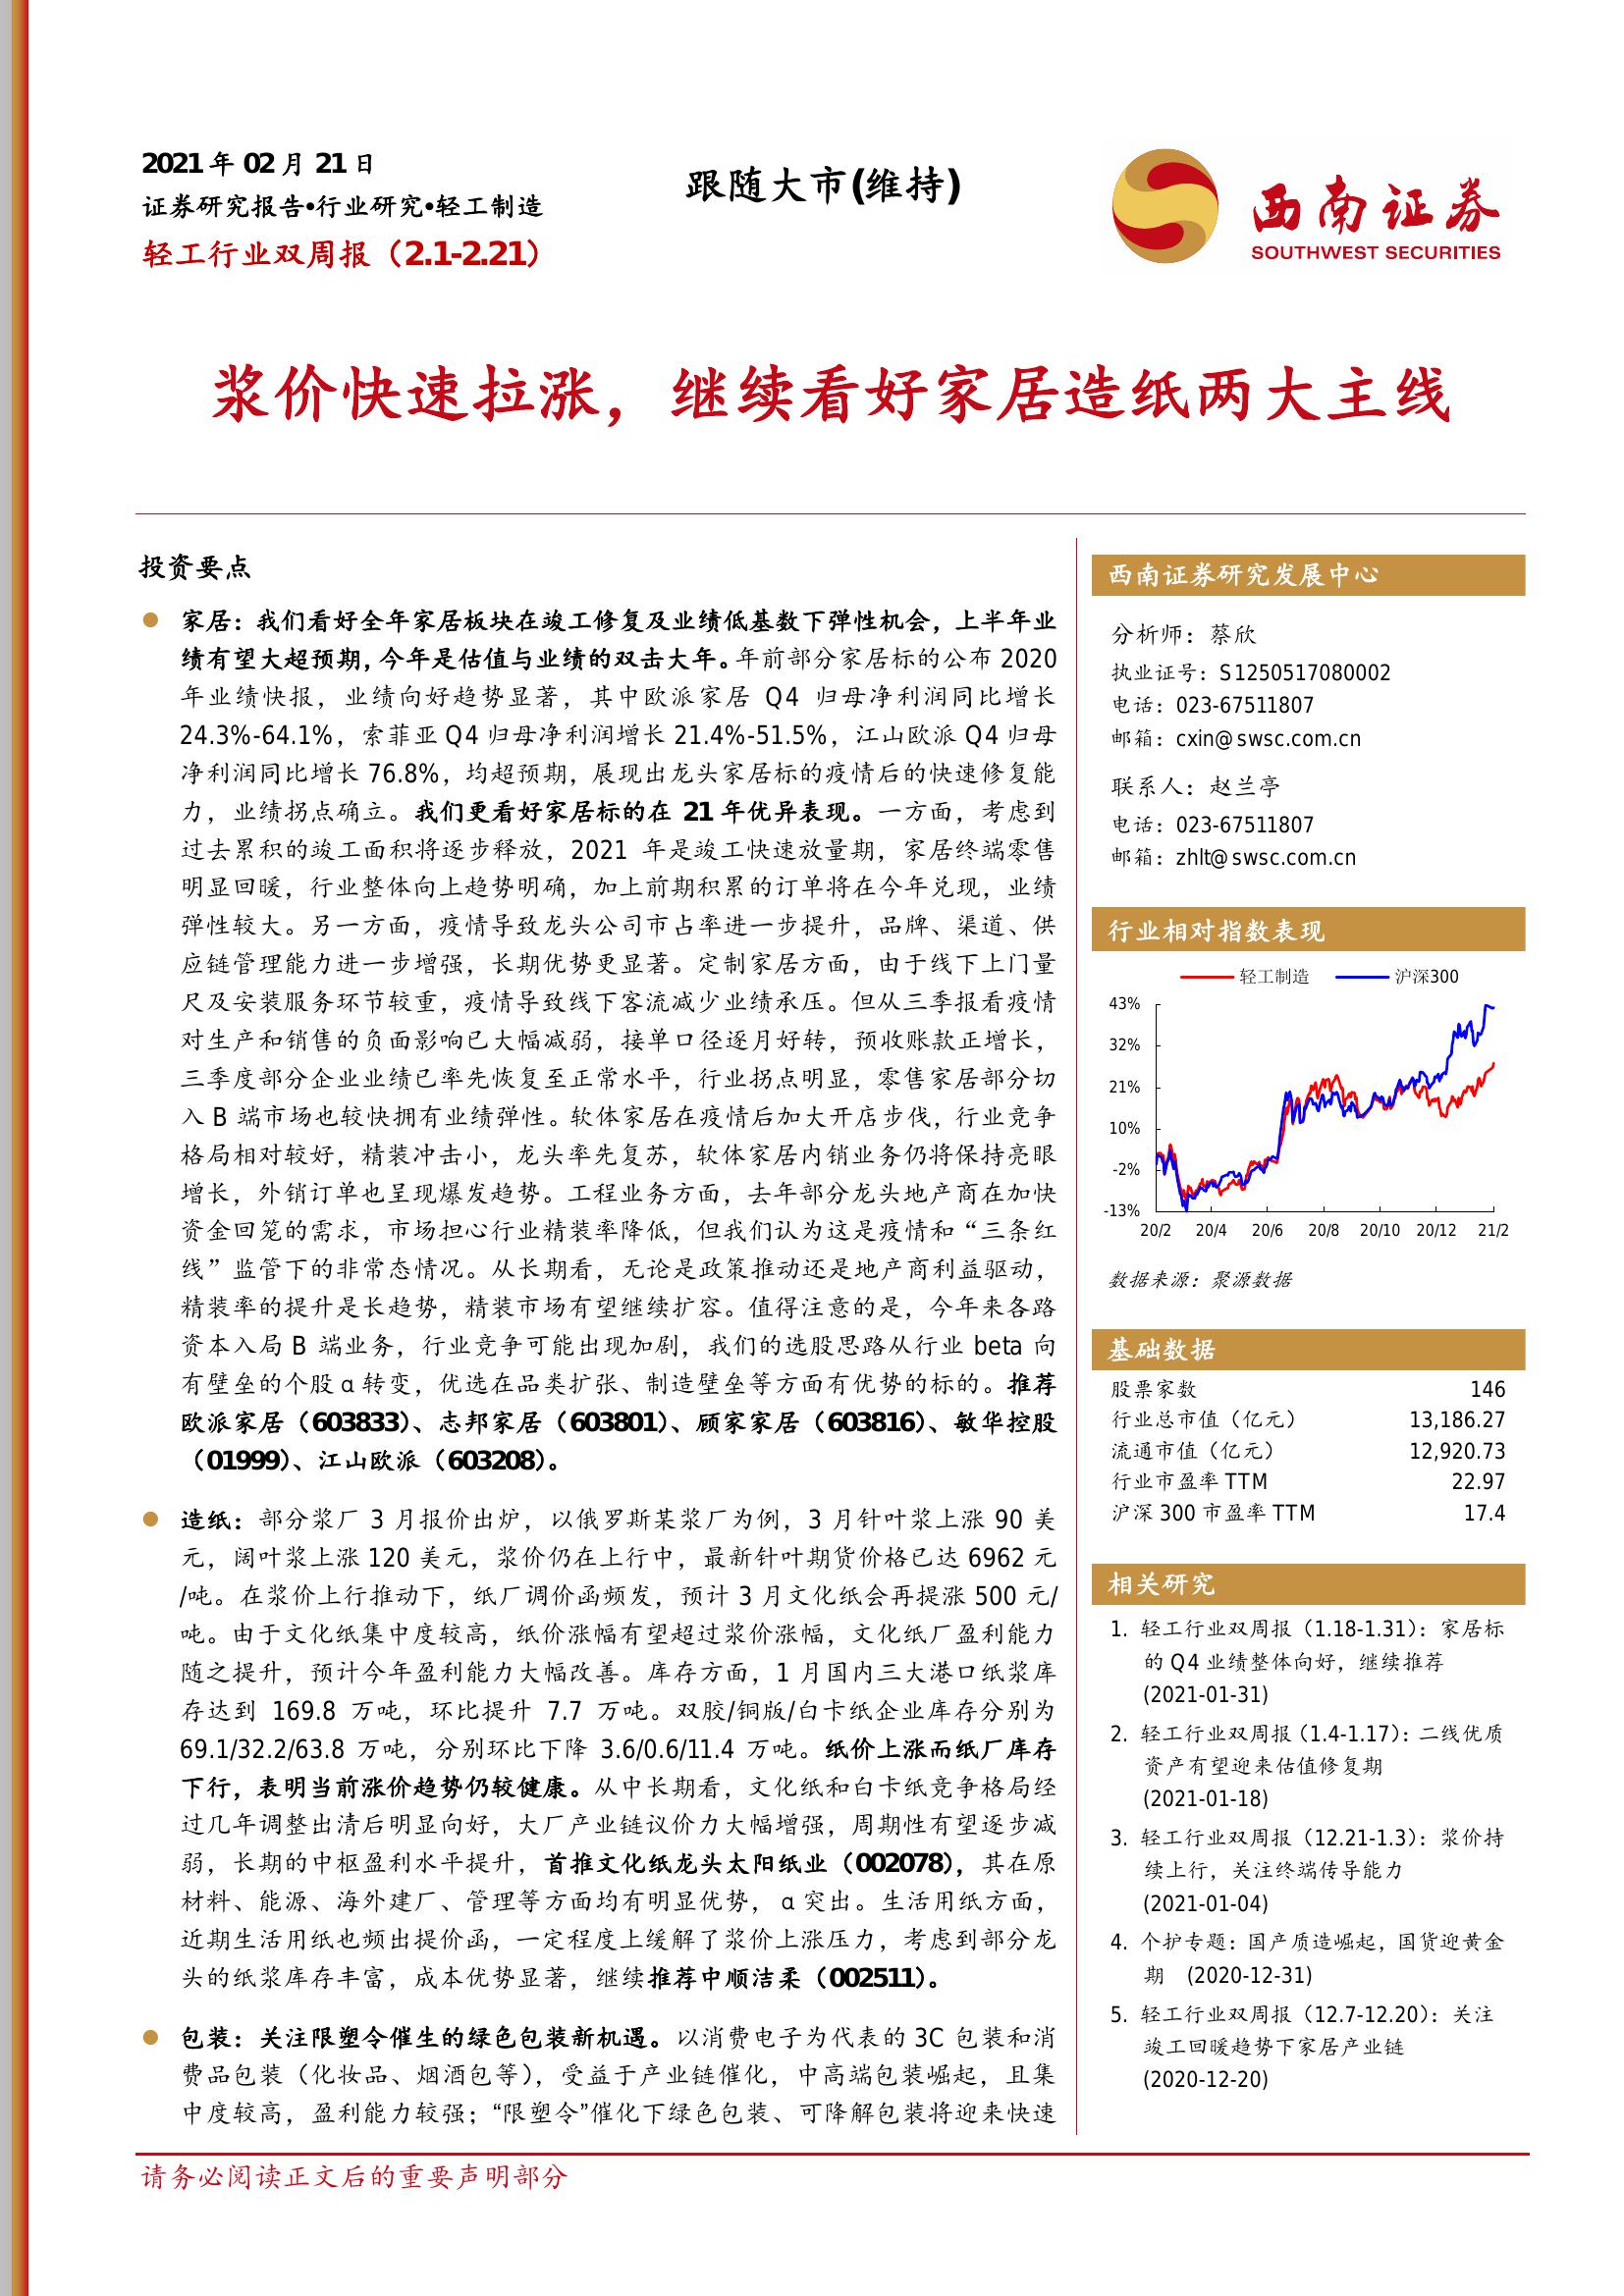 2021 年 02 月 21 日
证券研究报告•行业研究•轻工制造
轻工行业双周报（2.1-2.21）
跟随大市(维持)
西南证券
SOUTHWEST SECURITIES
浆价快速拉涨，继续看好家居造纸两大主线
投资要点
家居：我们看好全年家居板块在竣工修复及业绩低基数下弹性机会，上半年业
绩有望大超预期，今年是估值与业绩的双击大年。年前部分家居标的公布 2020
年业绩快报，业绩向好趋势显著，其中欧派家居 Q4 归母净利润同比增长
24.3%-64.1%，索菲亚 Q4 归母净利润增长 21.4%-51.5%，江山欧派 Q4 归母
净利润同比增长 76.8%，均超预期，展现出龙头家居标的疫情后的快速修复能
力，业绩拐点确立。我们更看好家居标的在 21 年优异表现。一方面，考虑到
过去累积的竣工面积将逐步释放，2021 年是竣工快速放量期，家居终端零售
明显回暖，行业整体向上趋势明确，加上前期积累的订单将在今年兑现，业绩
弹性较大。另一方面，疫情导致龙头公司市占率进一步提升，品牌、渠道、供
应链管理能力进一步增强，长期优势更显著。定制家居方面，由于线下上门量
尺及安装服务环节较重，疫情导致线下客流减少业绩承压。但从三季报看疫情
对生产和销售的负面影响已大幅减弱，接单口径逐月好转，预收账款正增长，
三季度部分企业业绩已率先恢复至正常水平，行业拐点明显，零售家居部分切
入 B 端市场也较快拥有业绩弹性。软体家居在疫情后加大开店步伐，行业竞争
格局相对较好，精装冲击小，龙头率先复苏，软体家居内销业务仍将保持亮眼
增长，外销订单也呈现爆发趋势。工程业务方面，去年部分龙头地产商在加快
资金回笼的需求，市场担心行业精装率降低，但我们认为这是疫情和“三条红
线”监管下的非常态情况。从长期看，无论是政策推动还是地产商利益驱动，
精装率的提升是长趋势，精装市场有望继续扩容。值得注意的是，今年来各路
资本入局 B 端业务，行业竞争可能出现加剧，我们的选股思路从行业 beta 向
有壁垒的个股 α 转变，优选在品类扩张、制造壁垒等方面有优势的标的。推荐
欧派家居（603833）、志邦家居（603801）、顾家家居（603816）、敏华控股
（01999）、江山欧派（603208）。
造纸：部分浆厂 3 月报价出炉，以俄罗斯某浆厂为例，3 月针叶浆上涨 90 美
元，阔叶浆上涨 120 美元，浆价仍在上行中，最新针叶期货价格已达 6962 元
/吨。在浆价上行推动下，纸厂调价函频发，预计 3 月文化纸会再提涨 500 元/
吨。由于文化纸集中度较高，纸价涨幅有望超过浆价涨幅，文化纸厂盈利能力
随之提升，预计今年盈利能力大幅改善。库存方面，1 月国内三大港口纸浆库
存达到 169.8 万吨，环比提升 7.7 万吨。双胶/铜版/白卡纸企业库存分别为
69.1/32.2/63.8 万吨，分别环比下降 3.6/0.6/11.4 万吨。纸价上涨而纸厂库存
下行，表明当前涨价趋势仍较健康。从中长期看，文化纸和白卡纸竞争格局经
过几年调整出清后明显向好，大厂产业链议价力大幅增强，周期性有望逐步减
弱，长期的中枢盈利水平提升，首推文化纸龙头太阳纸业（002078），其在原
材料、能源、海外建厂、管理等方面均有明显优势，α 突出。生活用纸方面，
近期生活用纸也频出提价函，一定程度上缓解了浆价上涨压力，考虑到部分龙
头的纸浆库存丰富，成本优势显著，继续推荐中顺洁柔（002511）。
包装：关注限塑令催生的绿色包装新机遇。以消费电子为代表的 3C 包装和消
费品包装（化妆品、烟酒包等），受益于产业链催化，中高端包装崛起，且集
中度较高，盈利能力较强；“限塑令”催化下绿色包装、可降解包装将迎来快速
西南证券研究发展中心
分析师：蔡欣
执业证号：S1250517080002
电话：023-67511807
邮箱：cxin@swsc.com.cn
联系人：赵兰亭
电话：023-67511807
邮箱：zhlt@swsc.com.cn
行业相对指数表现
轻工制造 沪深300
43%
32%
21%
10%
-2%
-13%
20/2 20/4 20/6 20/8 20/10 20/12 21/2
数据来源：聚源数据
基础数据
股票家数 146
行业总市值（亿元） 13,186.27
流通市值（亿元） 12,920.73
行业市盈率 TTM 22.97
沪深 300 市盈率 TTM 17.4
相关研究
1. 轻工行业双周报（1.18-1.31）：家居标
的 Q4 业绩整体向好，继续推荐
(2021-01-31)
2. 轻工行业双周报（1.4-1.17）：二线优质
资产有望迎来估值修复期
(2021-01-18)
3. 轻工行业双周报（12.21-1.3）：浆价持
续上行，关注终端传导能力
(2021-01-04)
4. 个护专题：国产质造崛起，国货迎黄金
期 (2020-12-31)
5. 轻工行业双周报（12.7-12.20）：关注
竣工回暖趋势下家居产业链
(2020-12-20)
请务必阅读正文后的重要声明部分